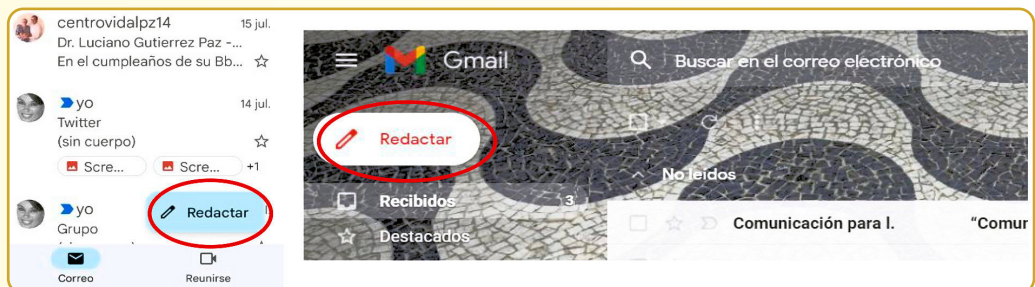 centrovidalpz14 15 jul.
Dr. Luciano Gutierrez Paz -...
En el cumpleaños de su Bb...
yo 14 jul.
Twitter
(sin cuerpo)
Scre... Scre... +1
yo
Grupo
Redactar
Correo Reunirse
Gmail
Buscar en el correo electrónico
Redactar
No leídos
Recibidos 3
Destacados
Comunicación para l. "Comur